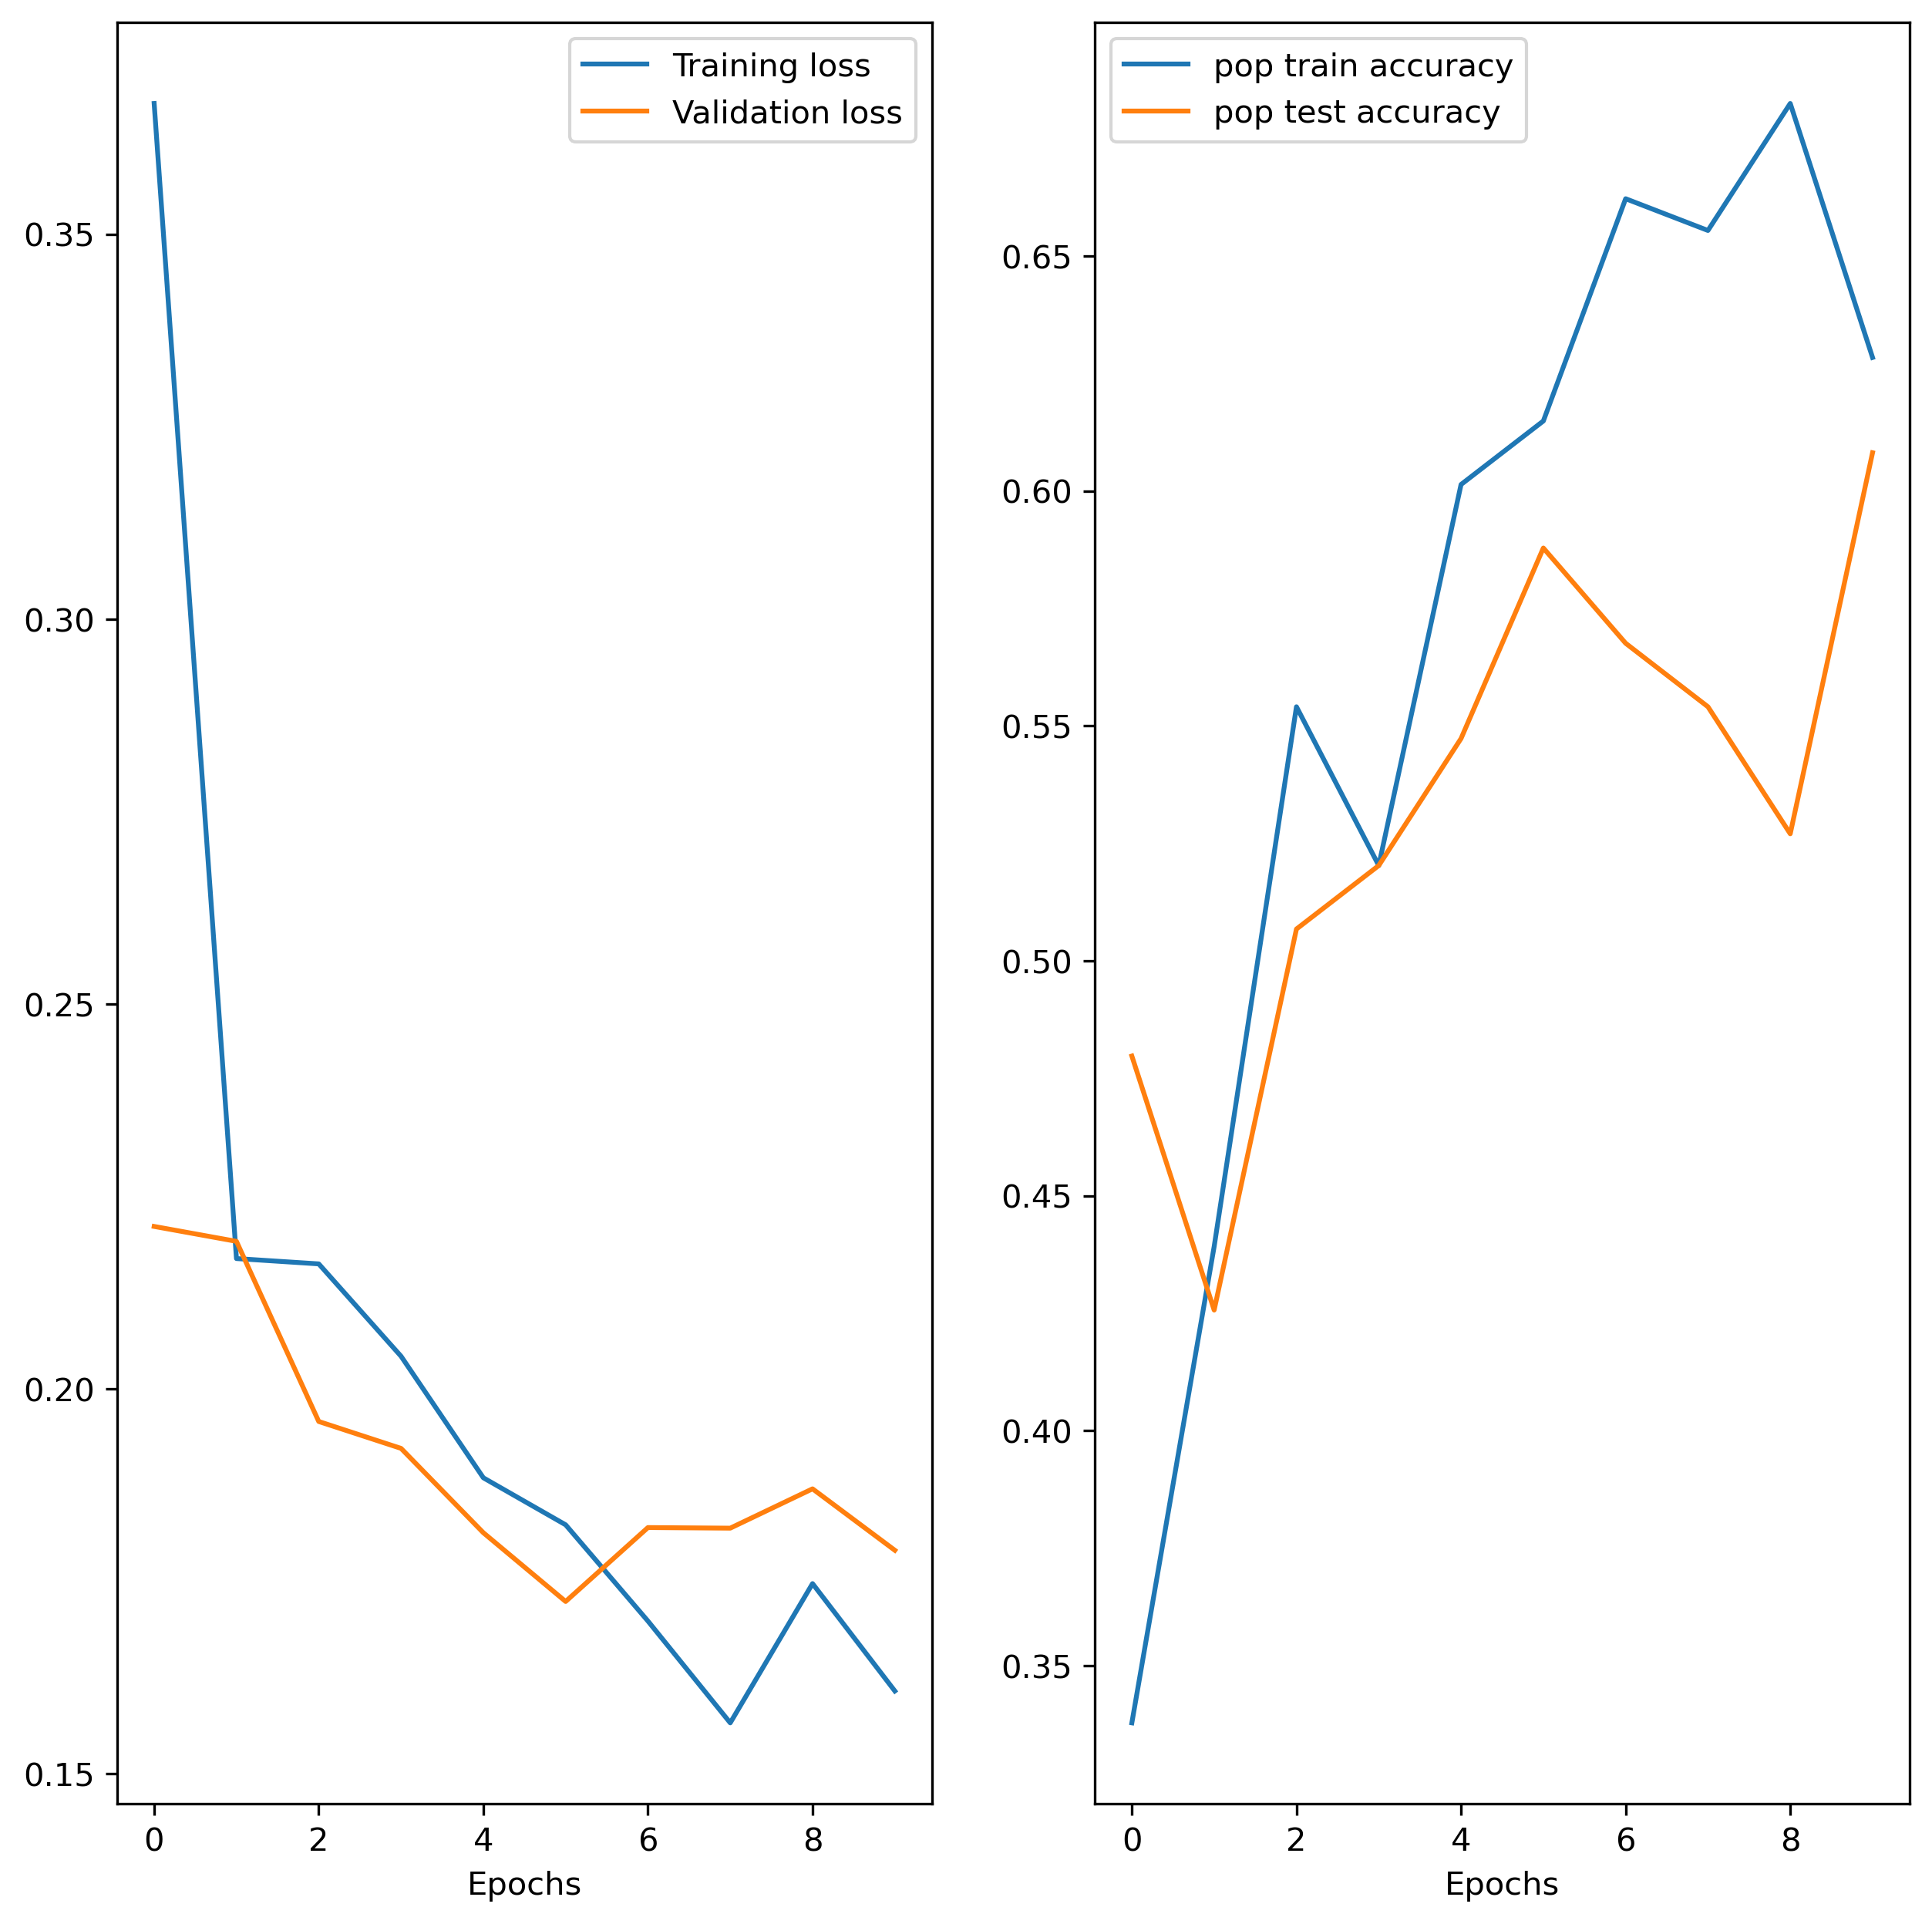 Training loss
Validation loss
0.35
0.30
0.25
0.20
0.15
0 2 4 6 8
Epochs
pop train accuracy
pop test accuracy
0.65
0.60
0.55
0.50
0.45
0.40
0.35
0 2 4 6 8
Epochs